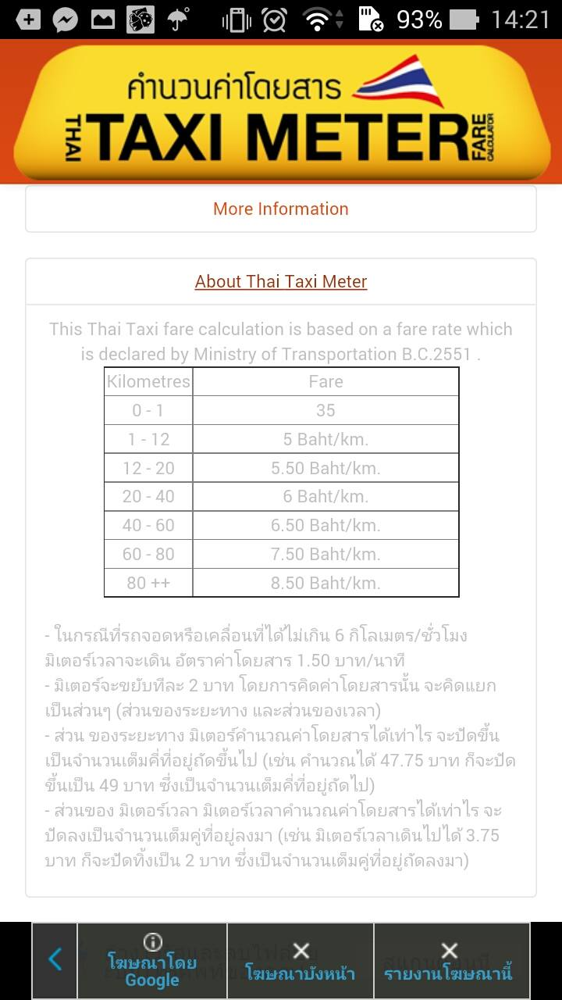 93% 14:21
คำนวนค่าโดยสาร
THAI TAXI METER FARE CALCULATOR
More Information
About Thai Taxi Meter
This Thai Taxi fare calculation is based on a fare rate which
is declared by Ministry of Transportation B.C.2551 .
Kilometres Fare
0 - 1 35
1 - 12 5 Baht/km.
12 - 20 5.50 Baht/km.
20 - 40 6 Baht/km.
40 - 60 6.50 Baht/km.
60 - 80 7.50 Baht/km.
80 ++ 8.50 Baht/km.
- ในกรณีที่รถจอดหรือเคลื่อนที่ได้ไม่เกิน 6 กิโลเมตร/ชั่วโมง
มิเตอร์เวลาจะเดิน อัตราค่าโดยสาร 1.50 บาท/นาที
- มิเตอร์จะขยับทีละ 2 บาท โดยการคิดค่าโดยสารนั้น จะคิดแยก
เป็นส่วนๆ (ส่วนของระยะทาง และส่วนของเวลา)
- ส่วน ของระยะทาง มิเตอร์คำนวณค่าโดยสารได้เท่าไร จะปัดขึ้น
เป็นจำนวนเต็มคี่ที่อยู่ถัดขึ้นไป (เช่น คำนวณได้ 47.75 บาท ก็จะปัด
ขึ้นเป็น 49 บาท ซึ่งเป็นจำนวนเต็มคี่ที่อยู่ถัดไป)
- ส่วนของ มิเตอร์เวลา มิเตอร์เวลาคำนวณค่าโดยสารได้เท่าไร จะ
ปัดลงเป็นจำนวนเต็มคู่ที่อยู่ลงมา (เช่น มิเตอร์เวลาเดินไปได้ 3.75
บาท ก็จะปัดทิ้งเป็น 2 บาท ซึ่งเป็นจำนวนเต็มคู่ที่อยู่ถัดลงมา)
โฆษณาโดย
Google
โฆษณาบังหน้า
รายงานโฆษณานี้